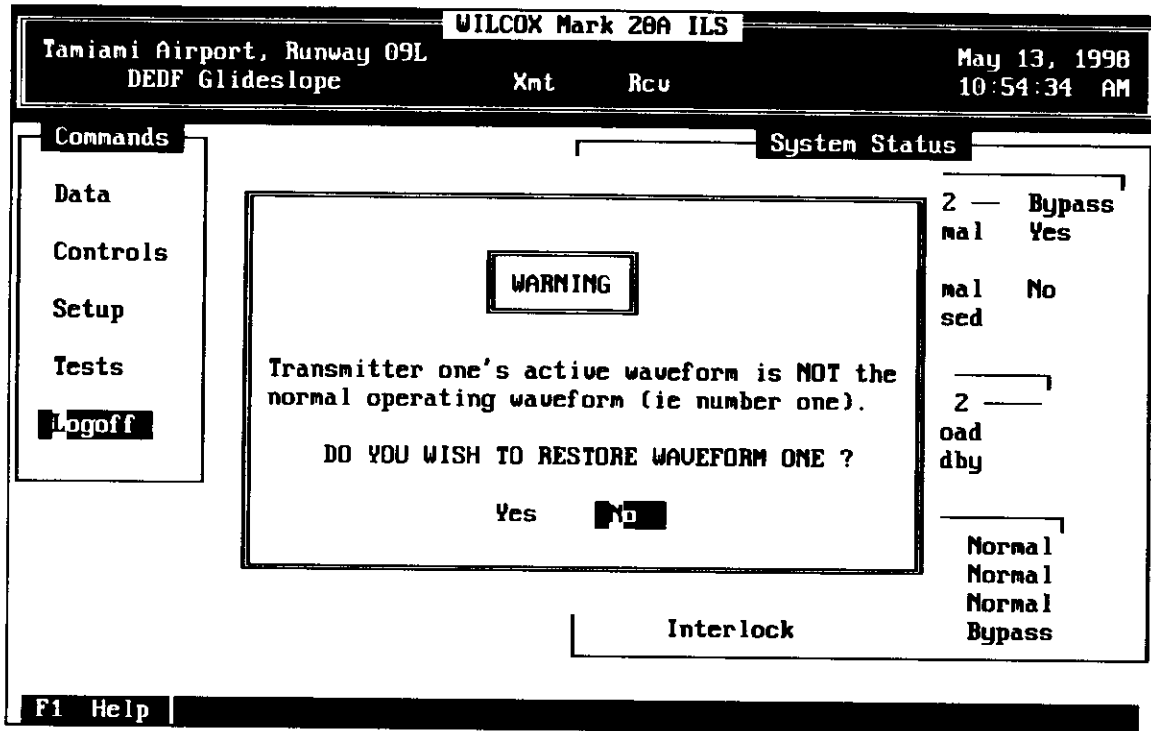 WILCOX Mark 20A ILS
Tamiami Airport, Runway 09L
May 13, 1998
DEDF Glideslope Xmt Rcv
10:54:34 AM
Commands
System Status
Data
2 — Bypass
mal Yes
Controls
WARNING
mal No
Setup
sed
Tests
Transmitter one's active waveform is NOT the
normal operating waveform (ie number one).
2
Logoff
oad
DO YOU WISH TO RESTORE WAVEFORM ONE ?
dby
Yes No
Normal
Normal
Normal
Interlock Bypass
F1 Help